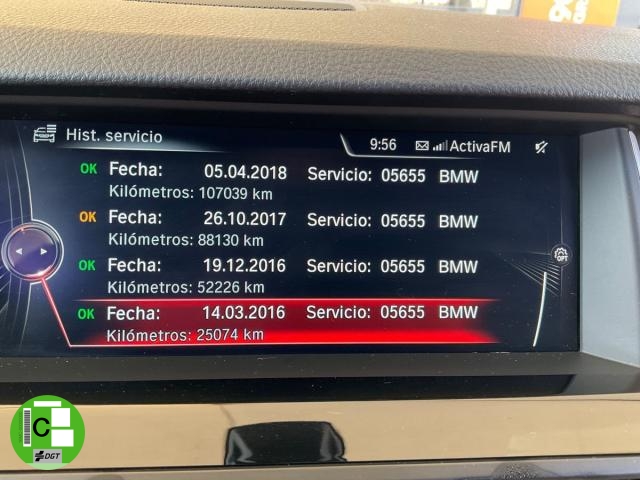 Hist. servicio
9:56 ActivaFM
OK Fecha: 05.04.2018 Servicio: 05655 BMW
Kilómetros: 107039 km
OK Fecha: 26.10.2017 Servicio: 05655 BMW
Kilómetros: 88130 km
OK Fecha: 19.12.2016 Servicio: 05655 BMW
Kilómetros: 52226 km
OPT
OK Fecha: 14.03.2016 Servicio: 05655 BMW
Kilómetros: 25074 km
C
DGT